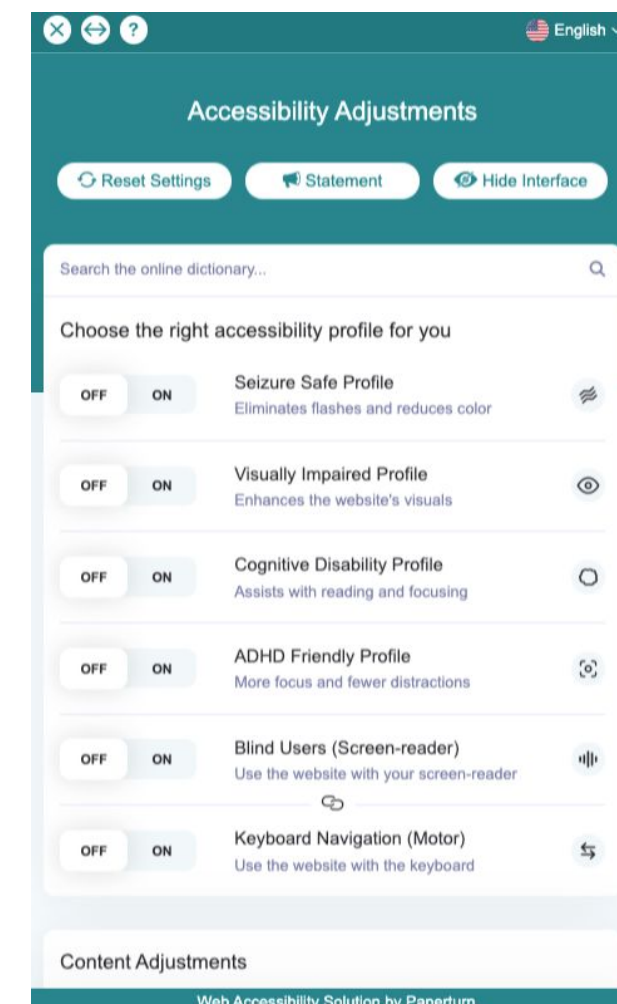 English
Accessibility Adjustments
Reset Settings
Statement
Hide Interface
Search the online dictionary...
Choose the right accessibility profile for you
OFF ON
Seizure Safe Profile
Eliminates flashes and reduces color
OFF ON
Visually Impaired Profile
Enhances the website's visuals
OFF ON
Cognitive Disability Profile
Assists with reading and focusing
OFF ON
ADHD Friendly Profile
More focus and fewer distractions
OFF ON
Blind Users (Screen-reader)
Use the website with your screen-reader
OFF ON
Keyboard Navigation (Motor)
Use the website with the keyboard
Content Adjustments
Web Accessibility Solution by Paperturn